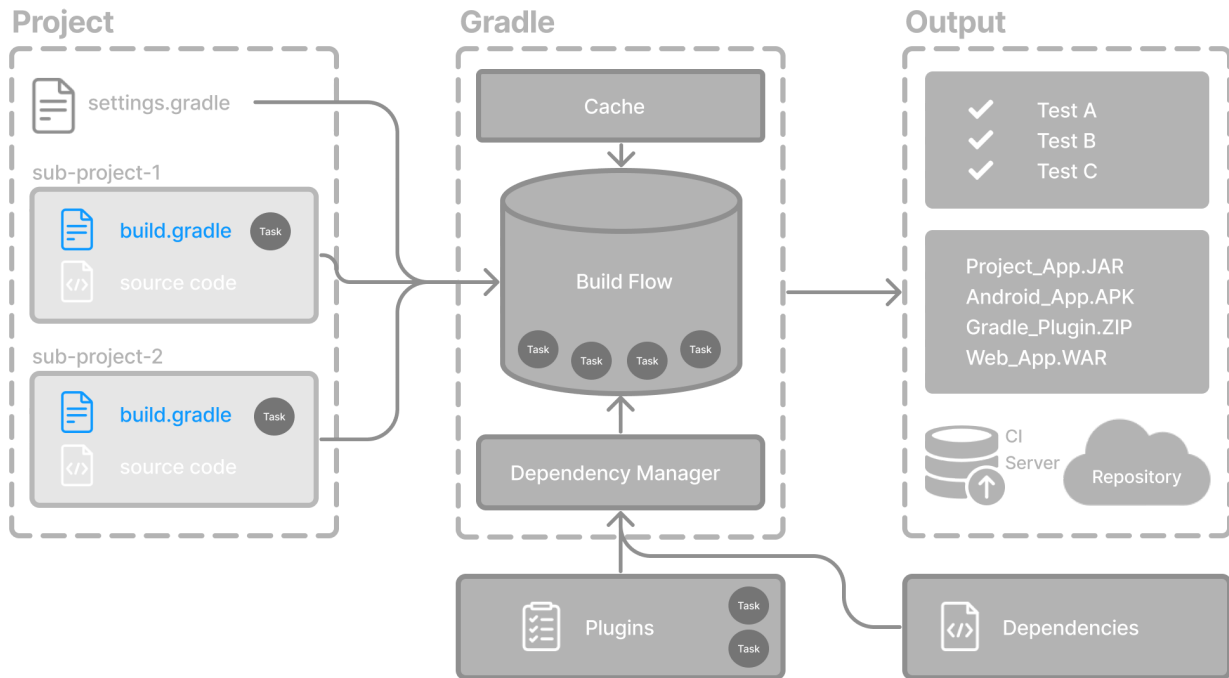 Project
settings.gradle
sub-project-1
build.gradle
Task
source code
sub-project-2
build.gradle
Task
source code
Gradle
Cache
Build Flow
Task
Task
Task
Task
Dependency Manager
Plugins
Task
Task
Output
Test A
Test B
Test C
Project_App.JAR
Android_App.APK
Gradle_Plugin.ZIP
Web_App.WAR
CI
Server
Repository
Dependencies